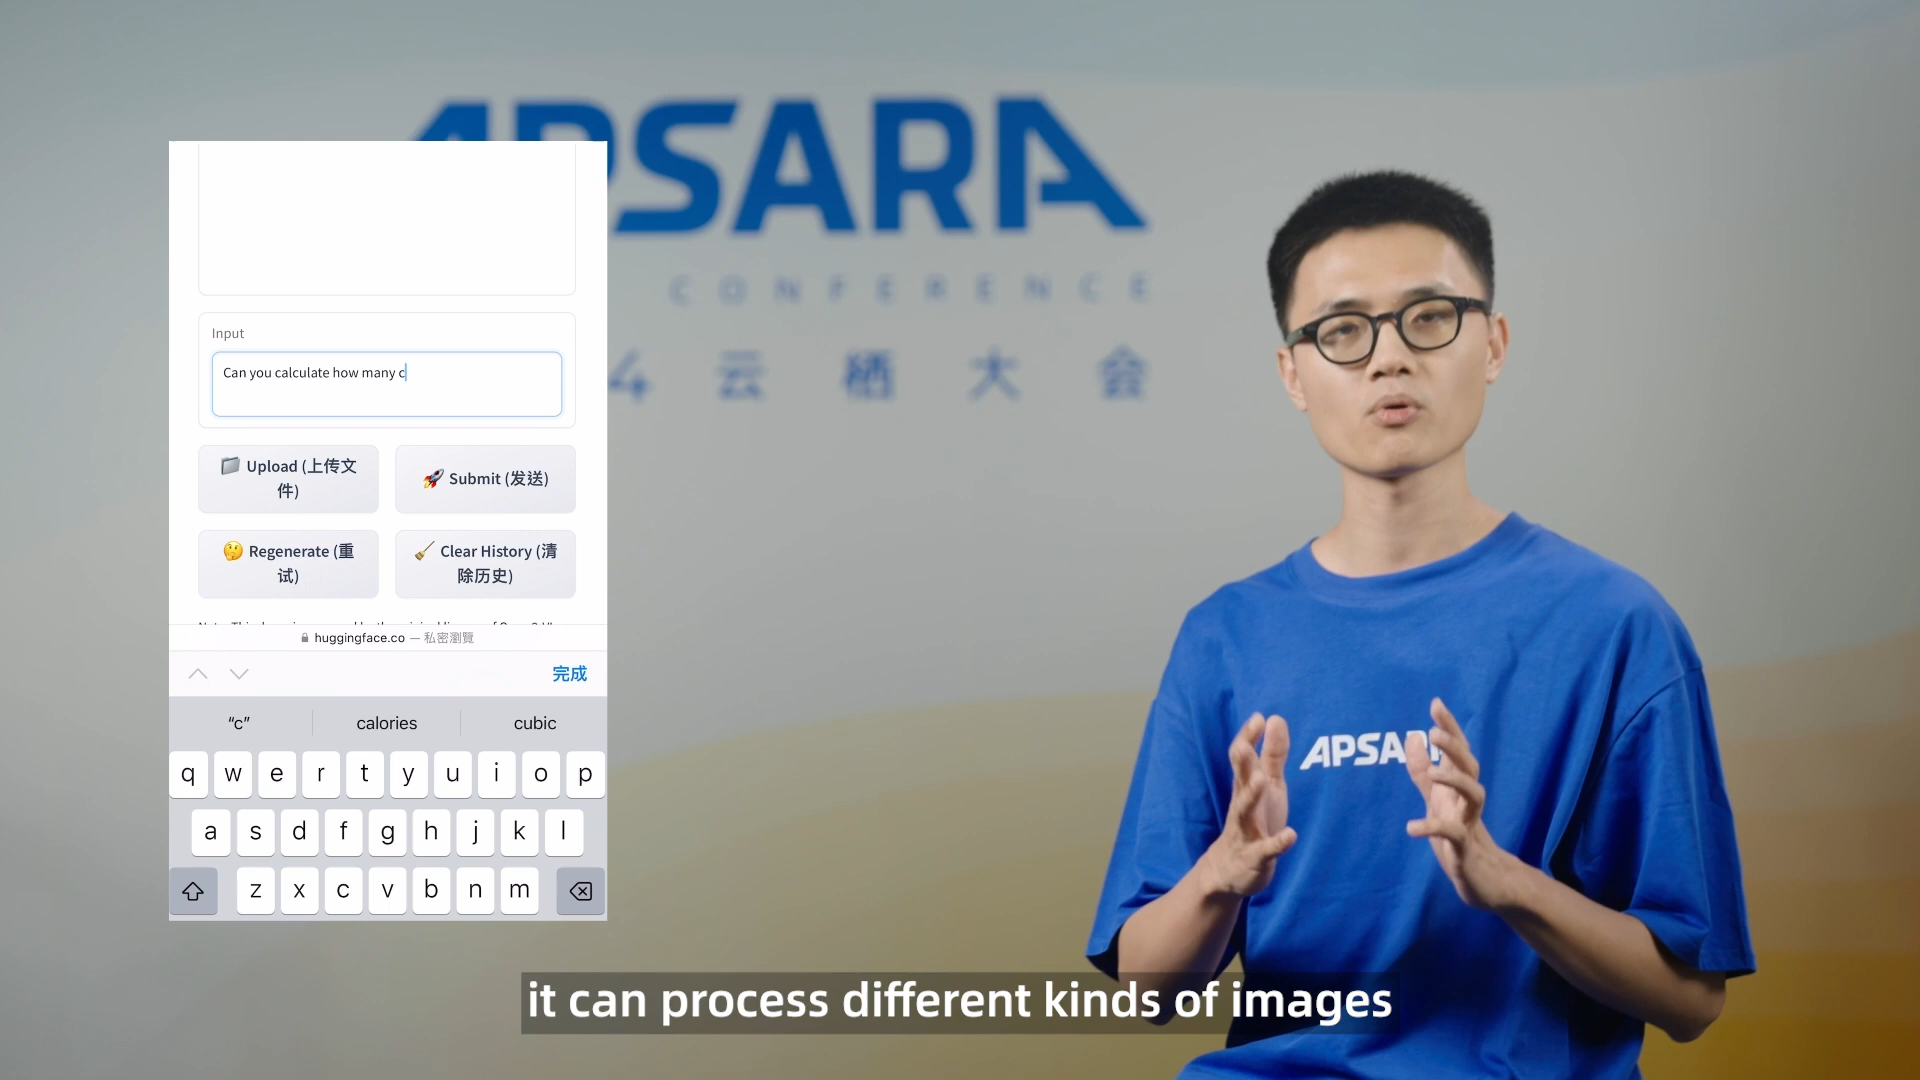 APSARA
CONFERENCE
4云栖大会
Input
Can you calculate how many c
📁 Upload (上传文
件)
🚀 Submit (发送)
🤔 Regenerate (重
试)
🧹 Clear History (清
除历史)
huggingface.co — 私密瀏覽
完成
“c” calories cubic
q w e r t y u i o p
a s d f g h j k l
z x c v b n m
APSARA
it can process different kinds of images